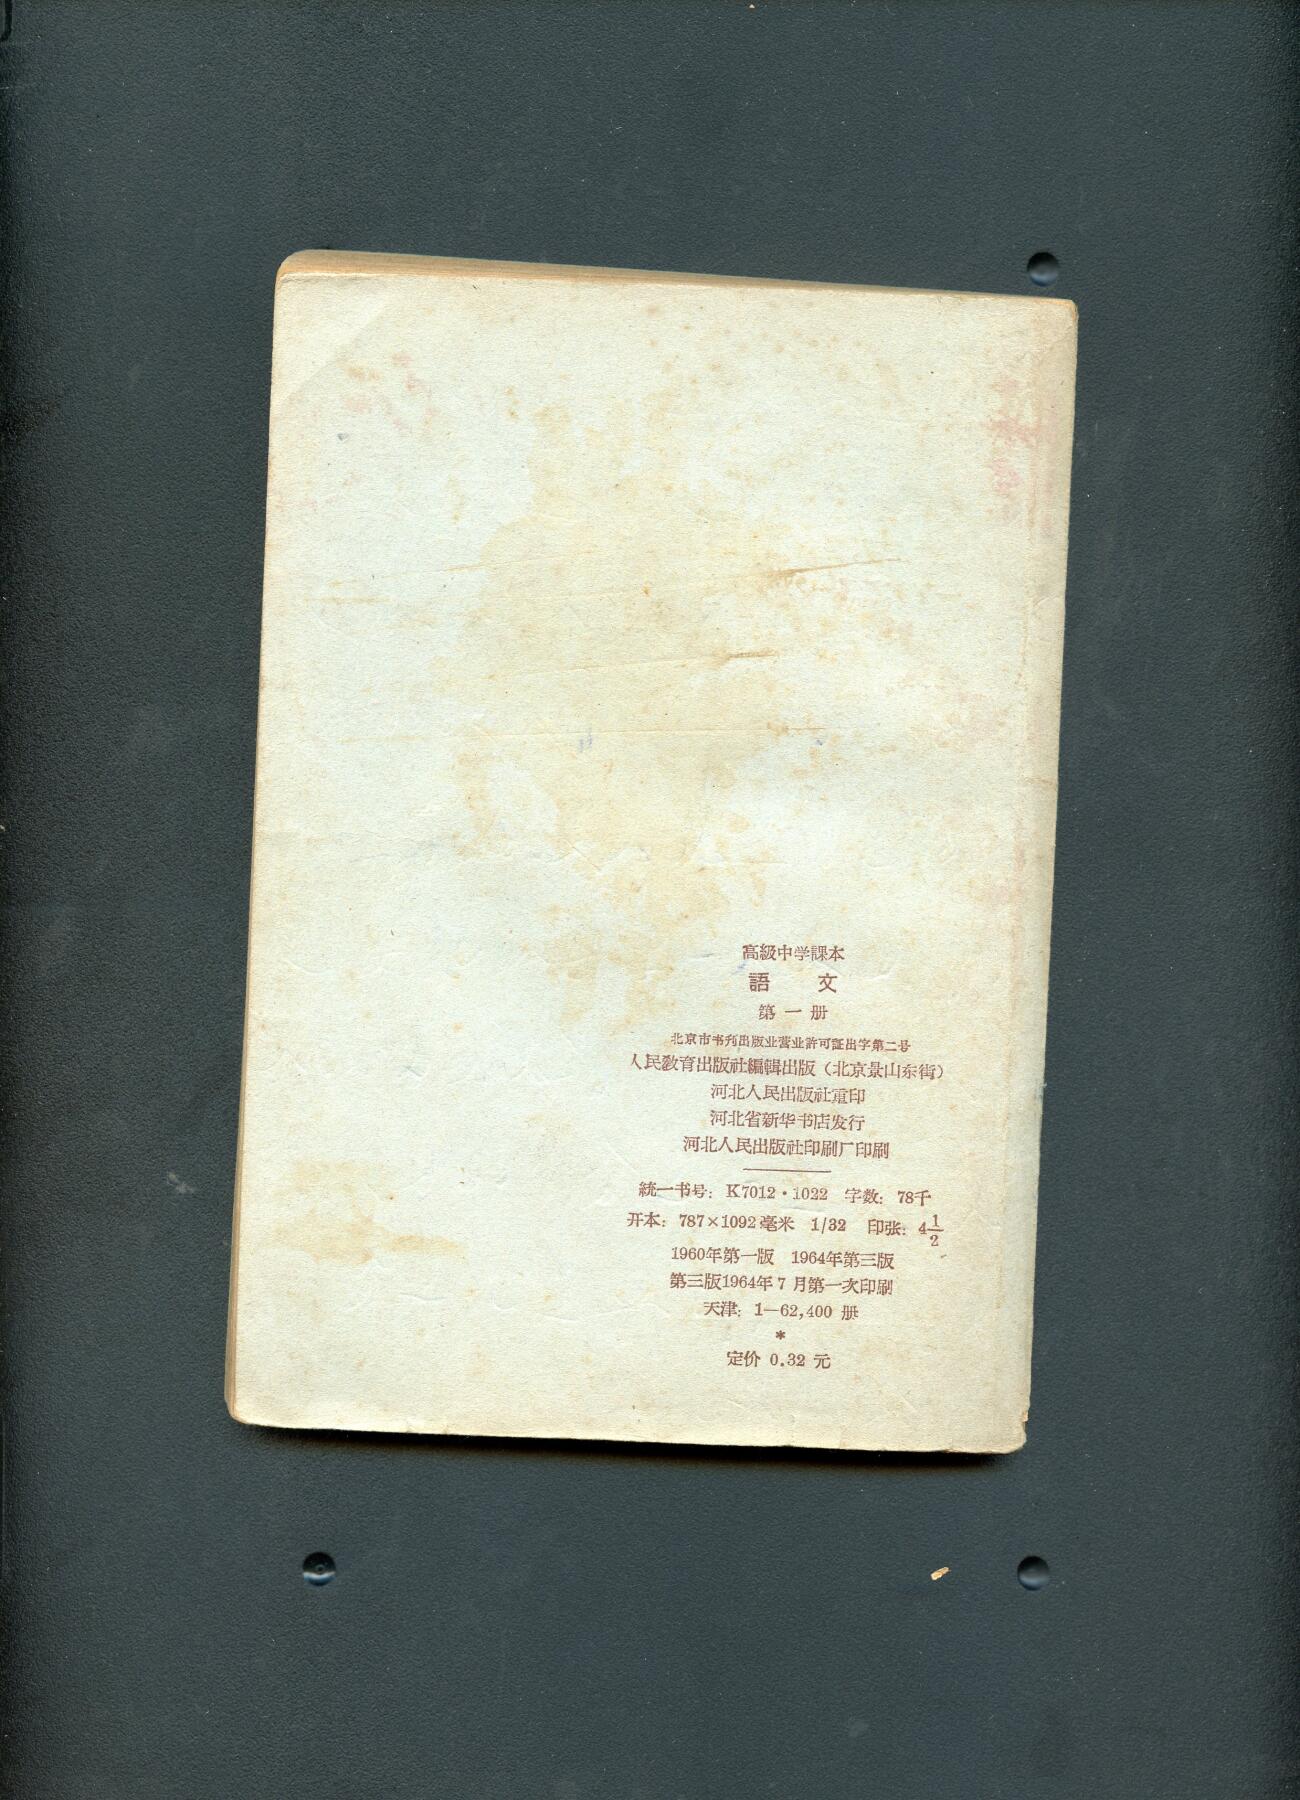 高級中学課本
語 文
第一册
北京市书刊出版业营业許可証出字第二号
人民敎育出版社編輯出版（北京景山东街）
河北人民出版社重印
河北省新华书店发行
河北人民出版社印刷厂印刷
統一书号：K7012·1022 字数：78千
开本：787×1092毫米 1/32 印张：4 1/2
1960年第一版 1964年第三版
第三版1964年7月第一次印刷
天津：1—62,400 册
*
定价 0.32 元